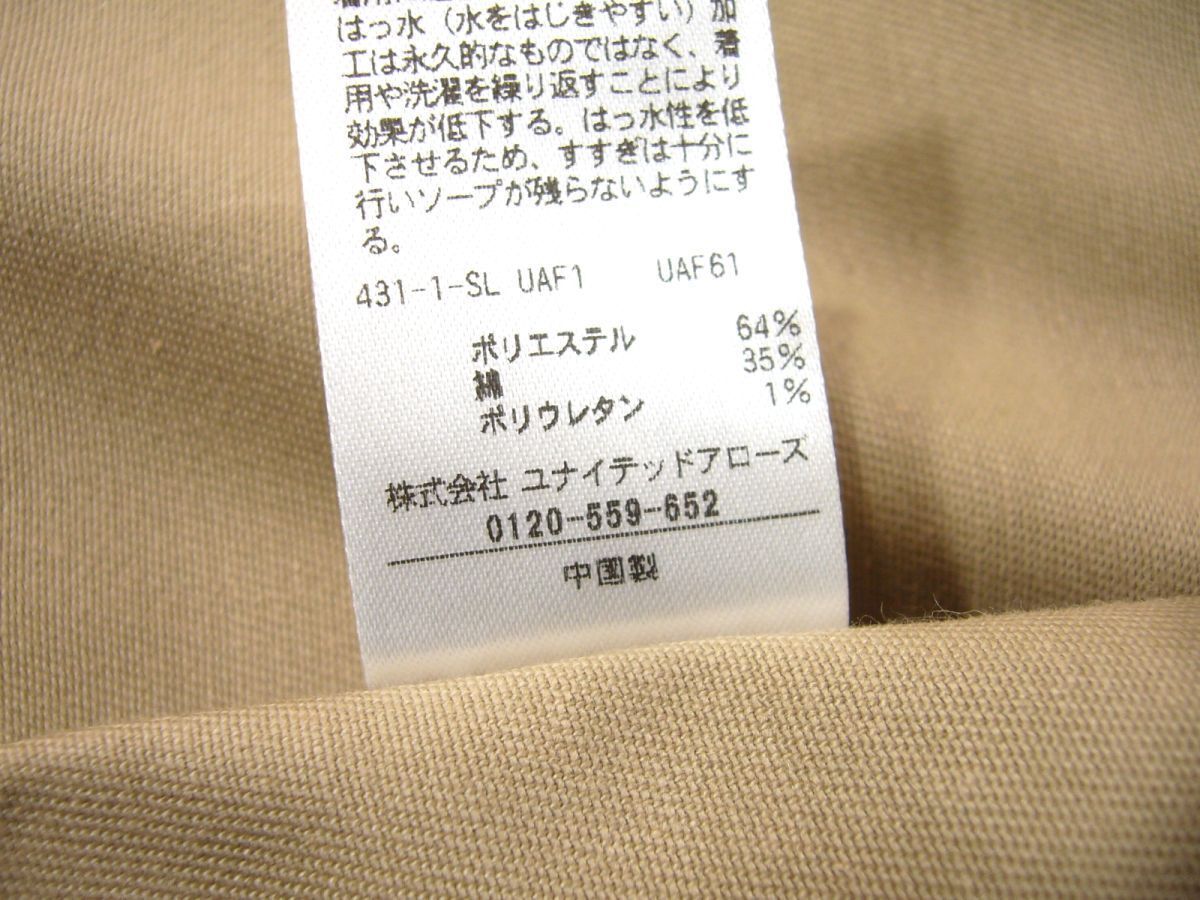 はっ水（水をはじきやすい）加
工は永久的なものではなく、着
用や洗濯を繰り返すことにより
効果が低下する。はっ水性を低
下させるため、すすぎは十分に
行いソープが残らないようにす
る。
431-1-SL UAF1 UAF61
ポリエステル 64%
綿 35%
ポリウレタン 1%
株式会社 ユナイテッドアローズ
0120-559-652
中国製